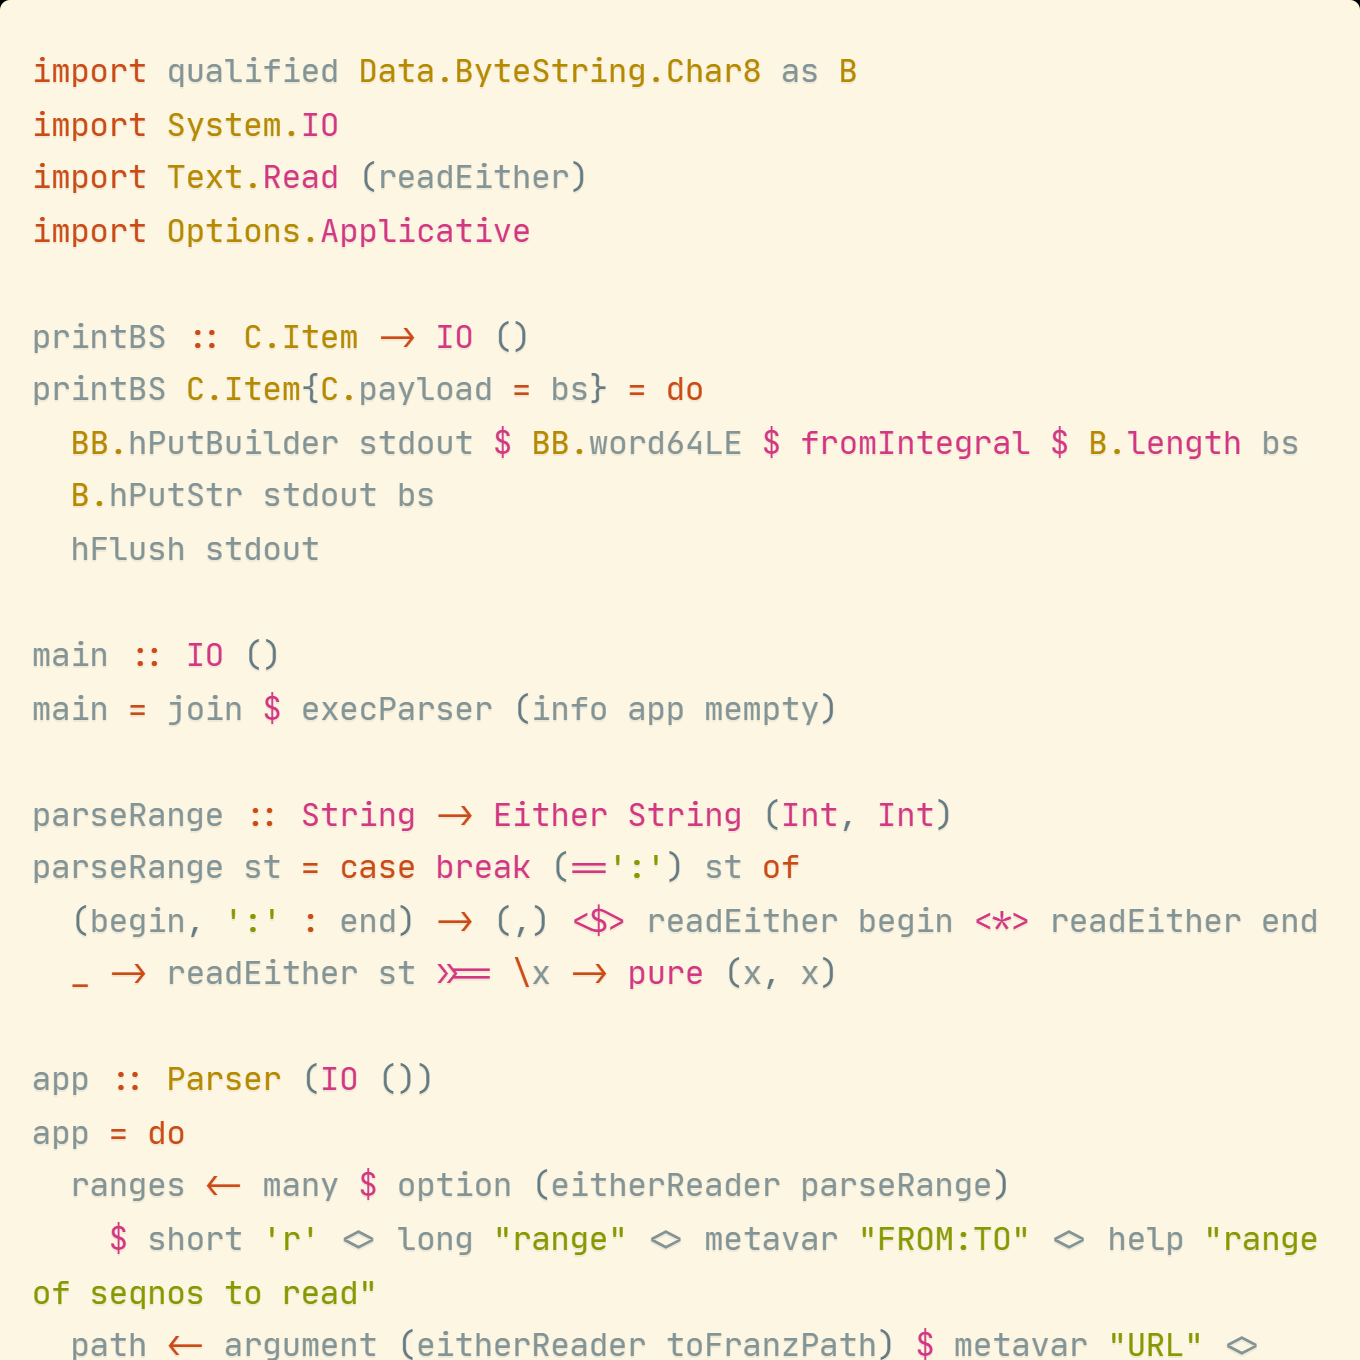 import qualified Data.ByteString.Char8 as B
import System.IO
import Text.Read (readEither)
import Options.Applicative

printBS :: C.Item -> IO ()
printBS C.Item{C.payload = bs} = do
  BB.hPutBuilder stdout $ BB.word64LE $ fromIntegral $ B.length bs
  B.hPutStr stdout bs
  hFlush stdout

main :: IO ()
main = join $ execParser (info app mempty)

parseRange :: String -> Either String (Int, Int)
parseRange st = case break (==':') st of
  (begin, ':' : end) -> (,) <$> readEither begin <*> readEither end
  _ -> readEither st >>= \x -> pure (x, x)

app :: Parser (IO ())
app = do
  ranges <- many $ option (eitherReader parseRange)
    $ short 'r' <> long "range" <> metavar "FROM:TO" <> help "range
of seqnos to read"
  path <- argument (eitherReader toFranzPath) $ metavar "URL" <>